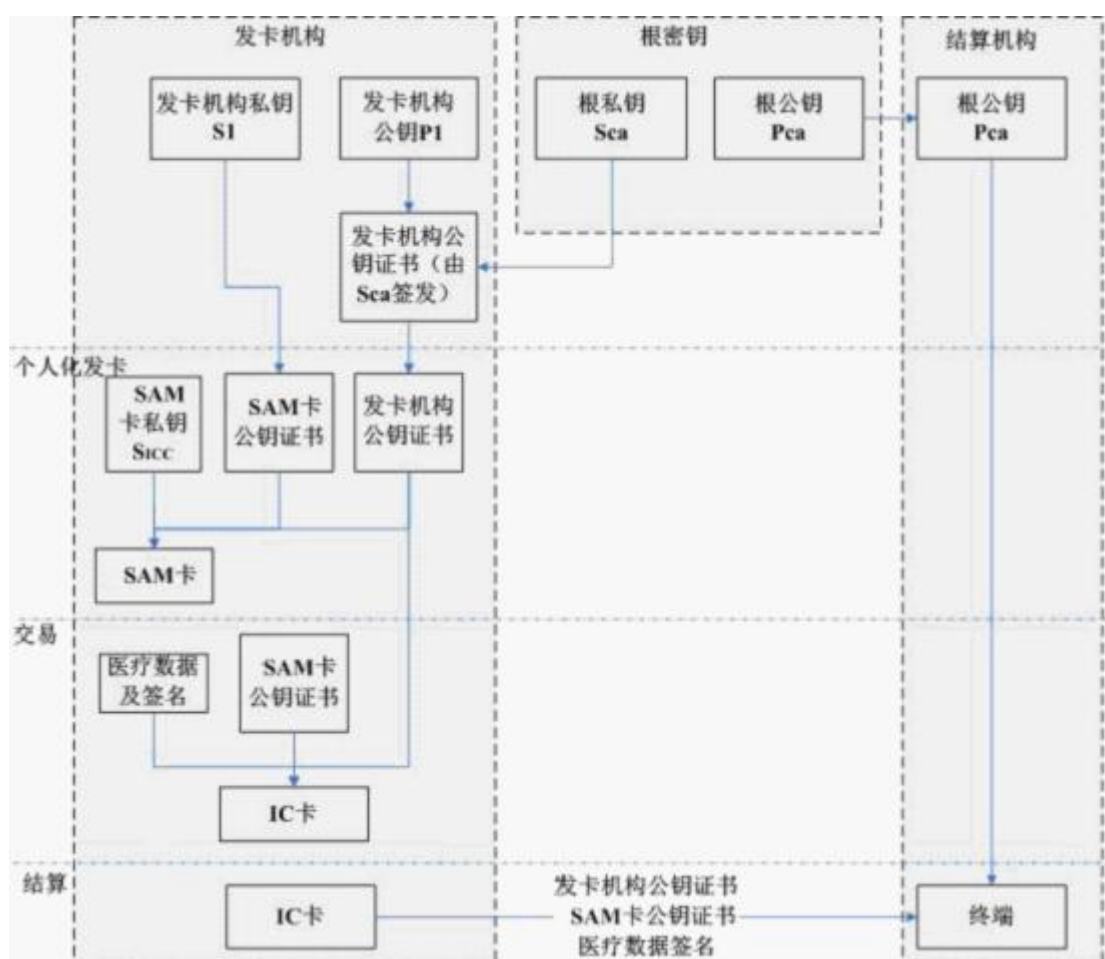 发卡机构
根密钥
结算机构
发卡机构私钥
S1
发卡机构
公钥P1
根私钥
Sca
根公钥
Pca
根公钥
Pca
发卡机构公
钥证书（由
Sca签发）
个人化发卡
SAM
卡私钥
SICC
SAM卡
公钥证书
发卡机构
公钥证书
SAM卡
交易
医疗数据
及签名
SAM卡
公钥证书
IC卡
结算
IC卡
发卡机构公钥证书
SAM卡公钥证书
医疗数据签名
终端